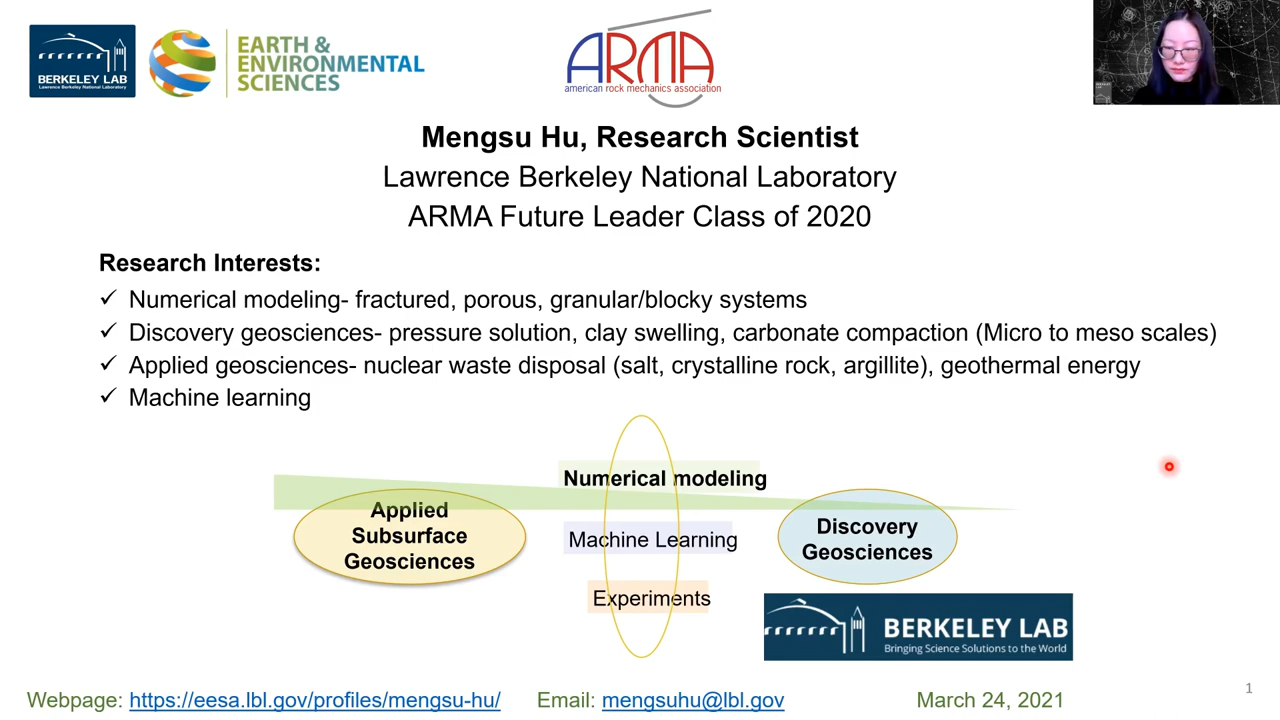 BERKELEY LAB
Lawrence Berkeley National Laboratory
EARTH &
ENVIRONMENTAL
SCIENCES
ARMA
american rock mechanics association
BERKELEY
LAB
Mengsu Hu, Research Scientist
Lawrence Berkeley National Laboratory
ARMA Future Leader Class of 2020
Research Interests:
✓ Numerical modeling- fractured, porous, granular/blocky systems
✓ Discovery geosciences- pressure solution, clay swelling, carbonate compaction (Micro to meso scales)
✓ Applied geosciences- nuclear waste disposal (salt, crystalline rock, argillite), geothermal energy
✓ Machine learning
Numerical modeling
Applied
Subsurface
Geosciences
Machine Learning
Discovery
Geosciences
Experiments
BERKELEY LAB
Bringing Science Solutions to the World
Webpage: https://eesa.lbl.gov/profiles/mengsu-hu/ Email: mengsuhu@lbl.gov March 24, 2021
1